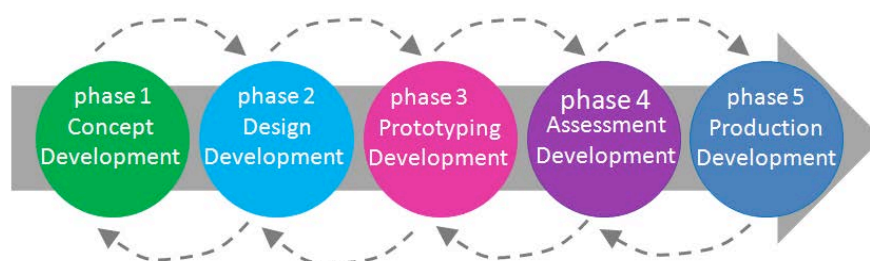 phase 1
Concept
Development
phase 2
Design
Development
phase 3
Prototyping
Development
phase 4
Assessment
Development
phase 5
Production
Development